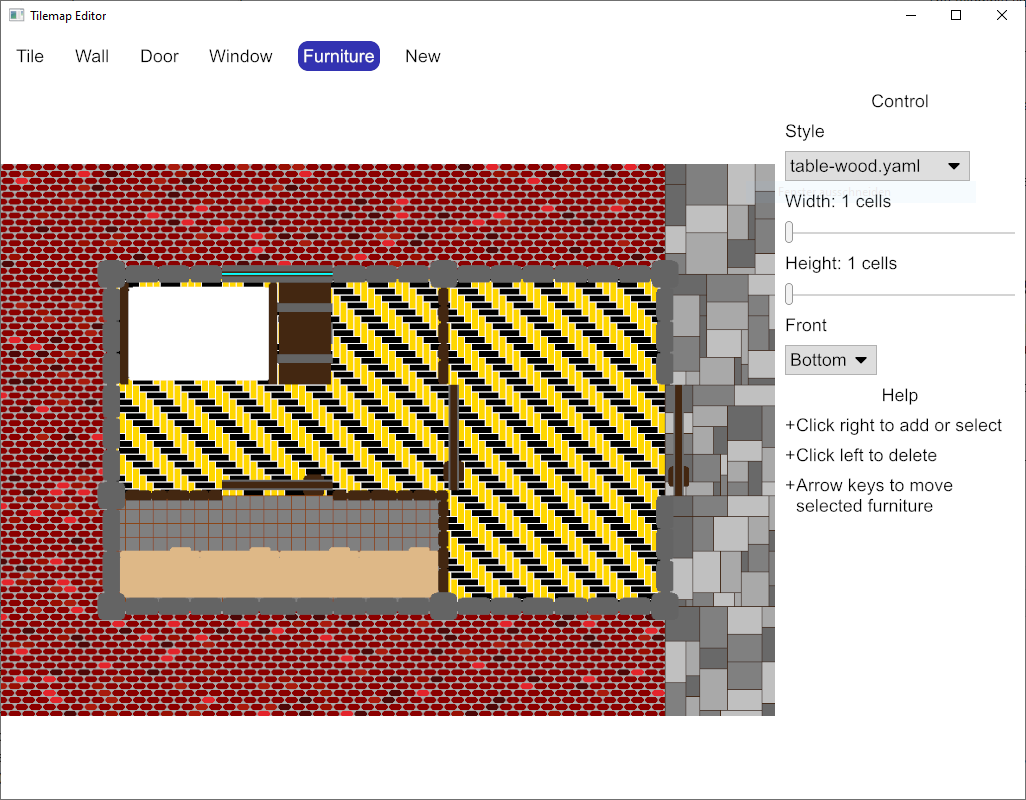 Tilemap Editor
Tile Wall Door Window Furniture New
Control
Style
table-wood.yaml
Width: 1 cells
Height: 1 cells
Front
Bottom
Help
+Click right to add or select
+Click left to delete
+Arrow keys to move
selected furniture